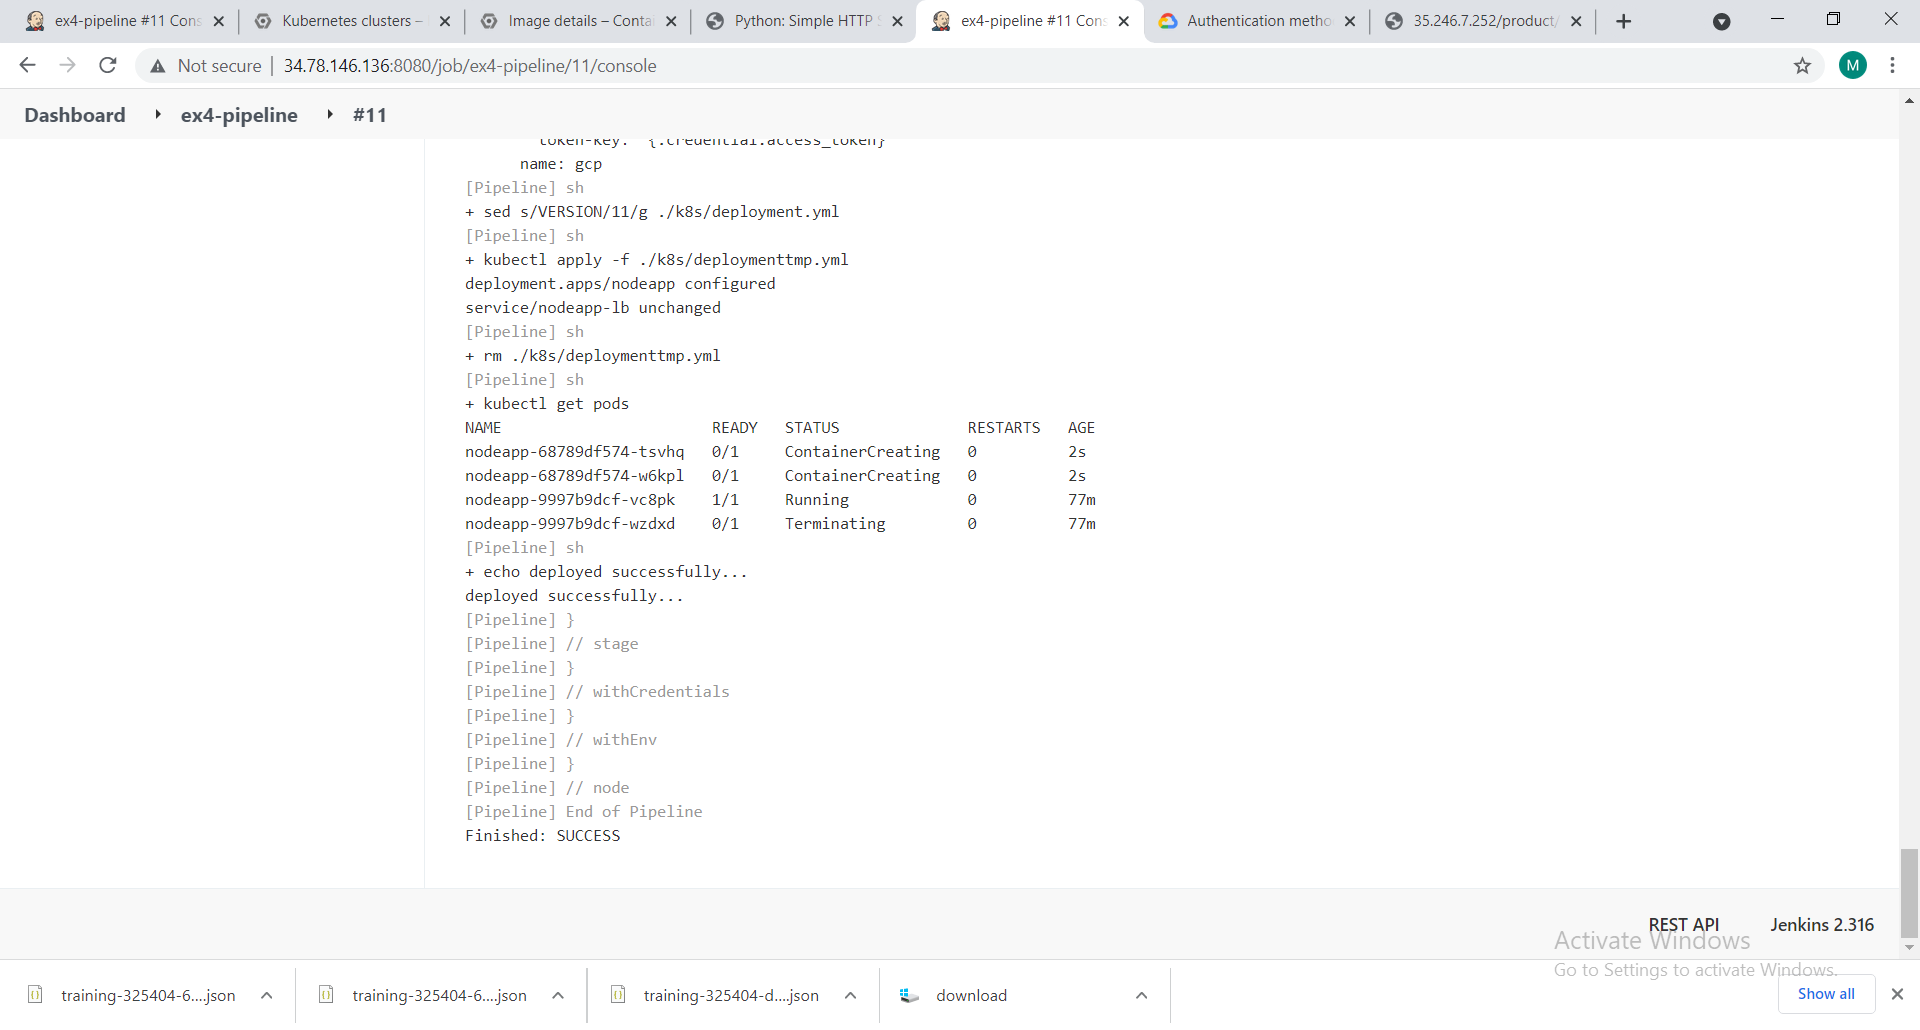 ex4-pipeline #11 Cons
Kubernetes clusters –
Image details – Conta
Python: Simple HTTP S
ex4-pipeline #11 Cons
Authentication metho
35.246.7.252/product/
Not secure | 34.78.146.136:8080/job/ex4-pipeline/11/console
M
Dashboard ex4-pipeline #11
token-key: '{.credential.access_token}'
name: gcp
[Pipeline] sh
+ sed s/VERSION/11/g ./k8s/deployment.yml
[Pipeline] sh
+ kubectl apply -f ./k8s/deploymenttmp.yml
deployment.apps/nodeapp configured
service/nodeapp-lb unchanged
[Pipeline] sh
+ rm ./k8s/deploymenttmp.yml
[Pipeline] sh
+ kubectl get pods
NAME READY STATUS RESTARTS AGE
nodeapp-68789df574-tsvhq 0/1 ContainerCreating 0 2s
nodeapp-68789df574-w6kpl 0/1 ContainerCreating 0 2s
nodeapp-9997b9dcf-vc8pk 1/1 Running 0 77m
nodeapp-9997b9dcf-wzdxd 0/1 Terminating 0 77m
[Pipeline] sh
+ echo deployed successfully...
deployed successfully...
[Pipeline] }
[Pipeline] // stage
[Pipeline] }
[Pipeline] // withCredentials
[Pipeline] }
[Pipeline] // withEnv
[Pipeline] }
[Pipeline] // node
[Pipeline] End of Pipeline
Finished: SUCCESS
REST API Jenkins 2.316
Activate Windows
Go to Settings to activate Windows.
training-325404-6....json
training-325404-6....json
training-325404-d....json
download
Show all